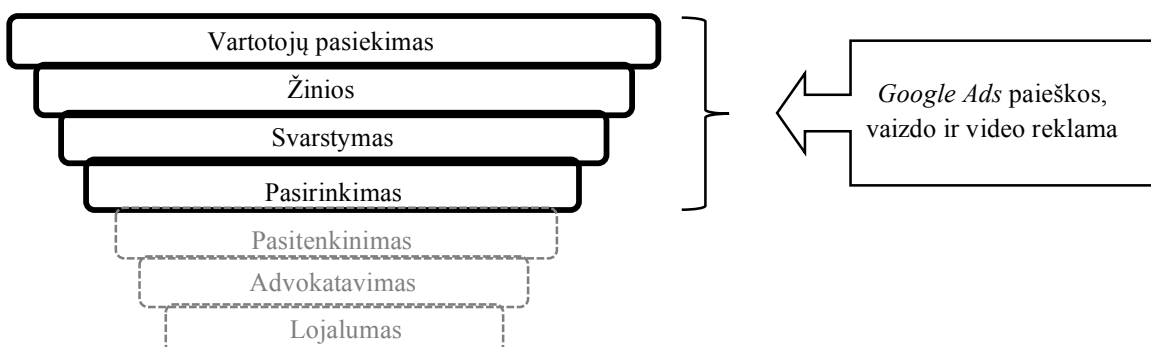 Vartotojų pasiekimas
Žinios
Svarstymas
Pasirinkimas
Pasitenkinimas
Advokatavimas
Lojalumas
Google Ads paieškos,
vaizdo ir video reklama